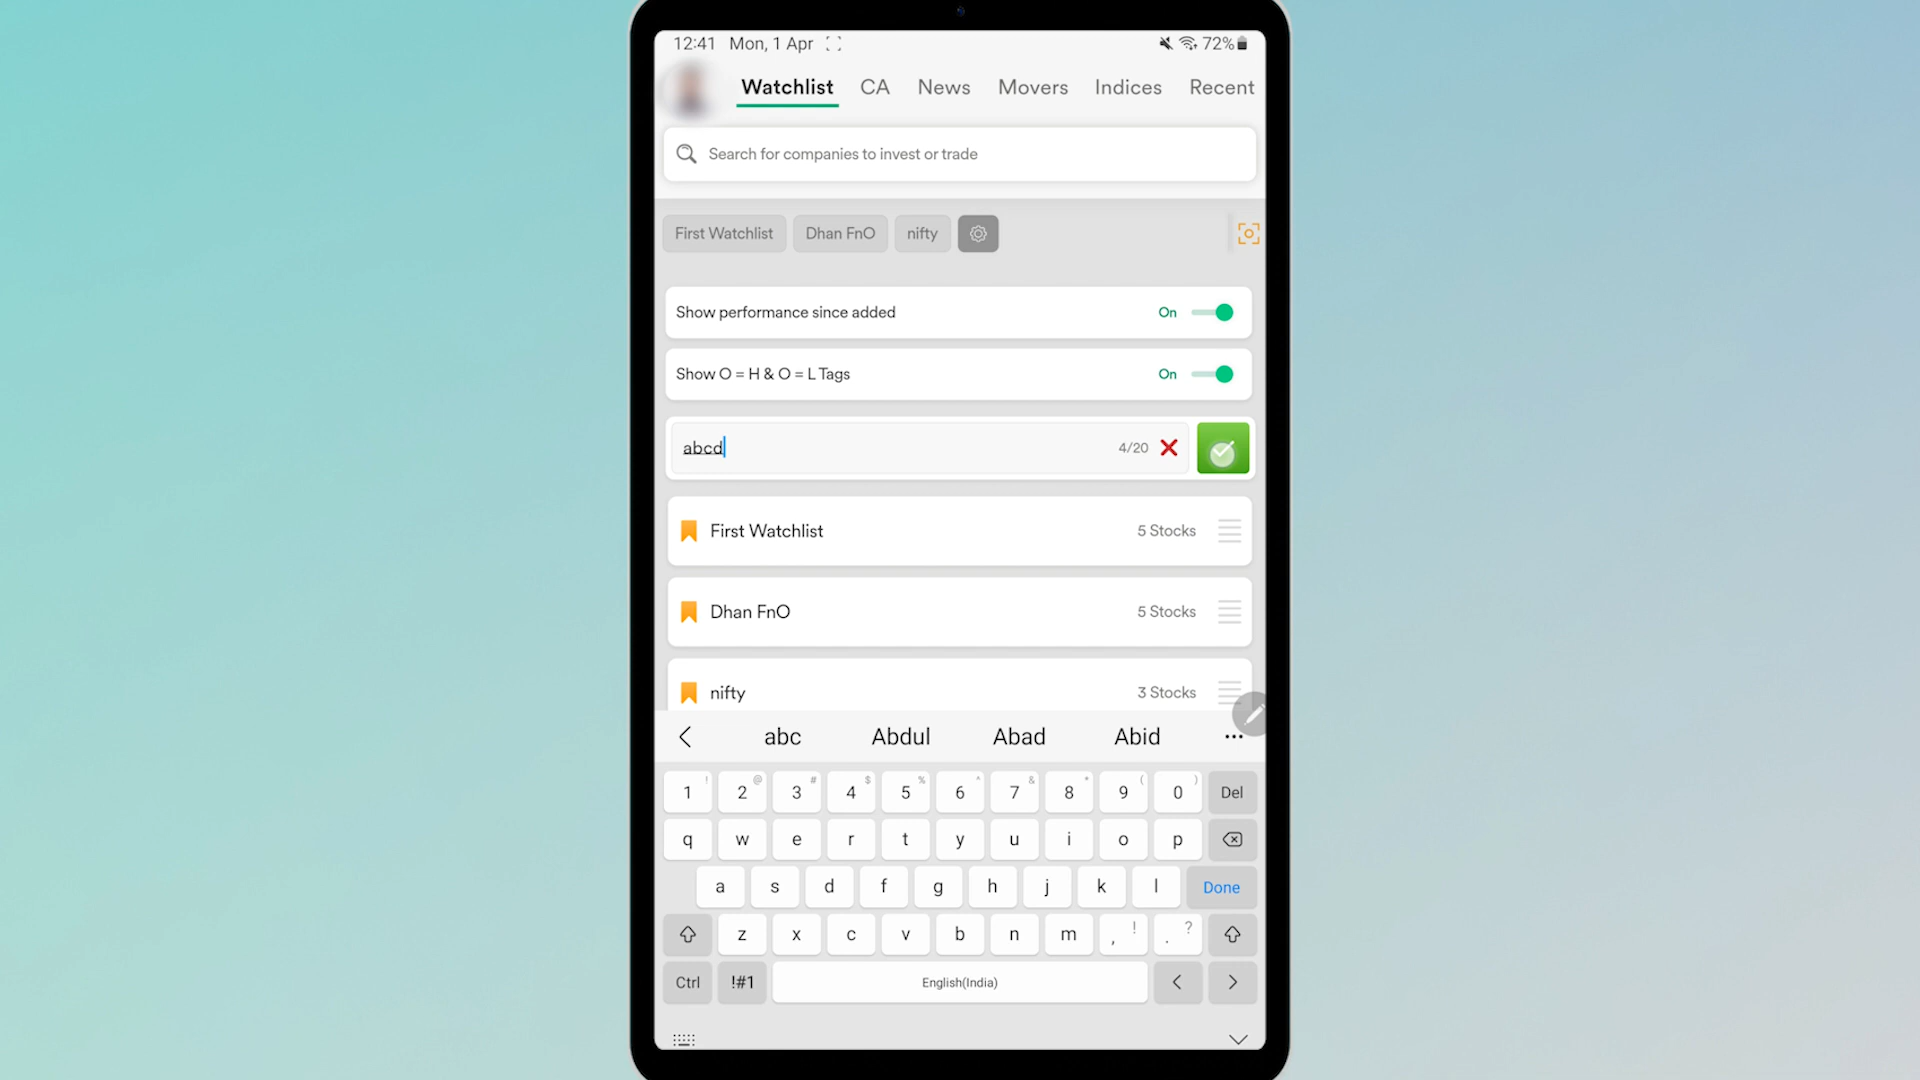 12:41 Mon, 1 Apr 72%
Watchlist CA News Movers Indices Recent
Search for companies to invest or trade
First Watchlist Dhan FnO nifty
Show performance since added On
Show O = H & O = L Tags On
abcd 4/20
First Watchlist 5 Stocks
Dhan FnO 5 Stocks
nifty 3 Stocks
abc Abdul Abad Abid ...
! @ # $ % ^ & * ( )
1 2 3 4 5 6 7 8 9 0 Del
q w e r t y u i o p
a s d f g h j k l Done
z x c v b n m , ! . ?
Ctrl !#1 English(India) < >